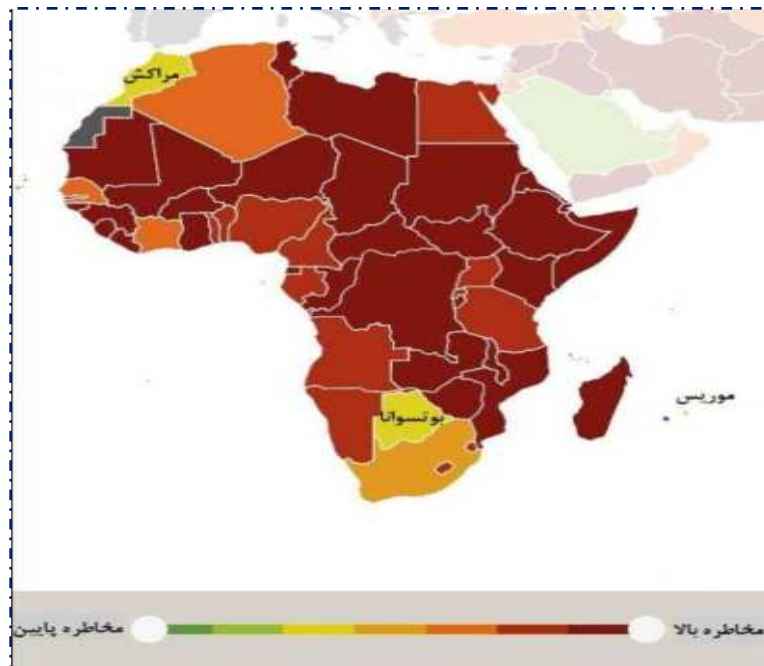 مراکش
موریس
بوتسوانا
مخاطره بالا
مخاطره پایین